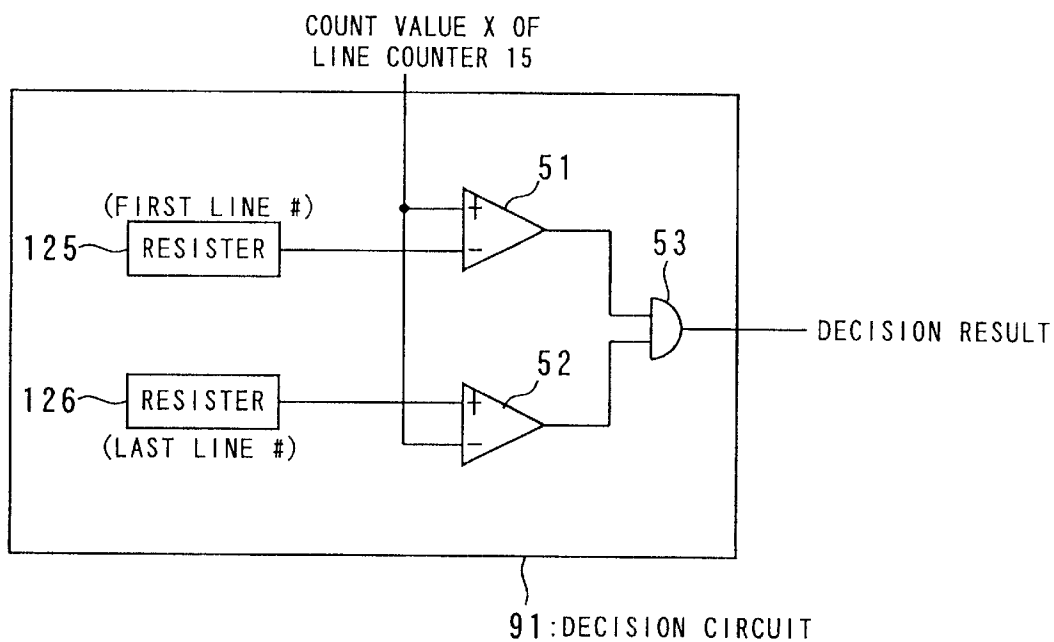 COUNT VALUE X OF
LINE COUNTER 15
51
(FIRST LINE #)
125
RESISTER
+
−
53
DECISION RESULT
52
126
RESISTER
+
−
(LAST LINE #)
91:DECISION CIRCUIT